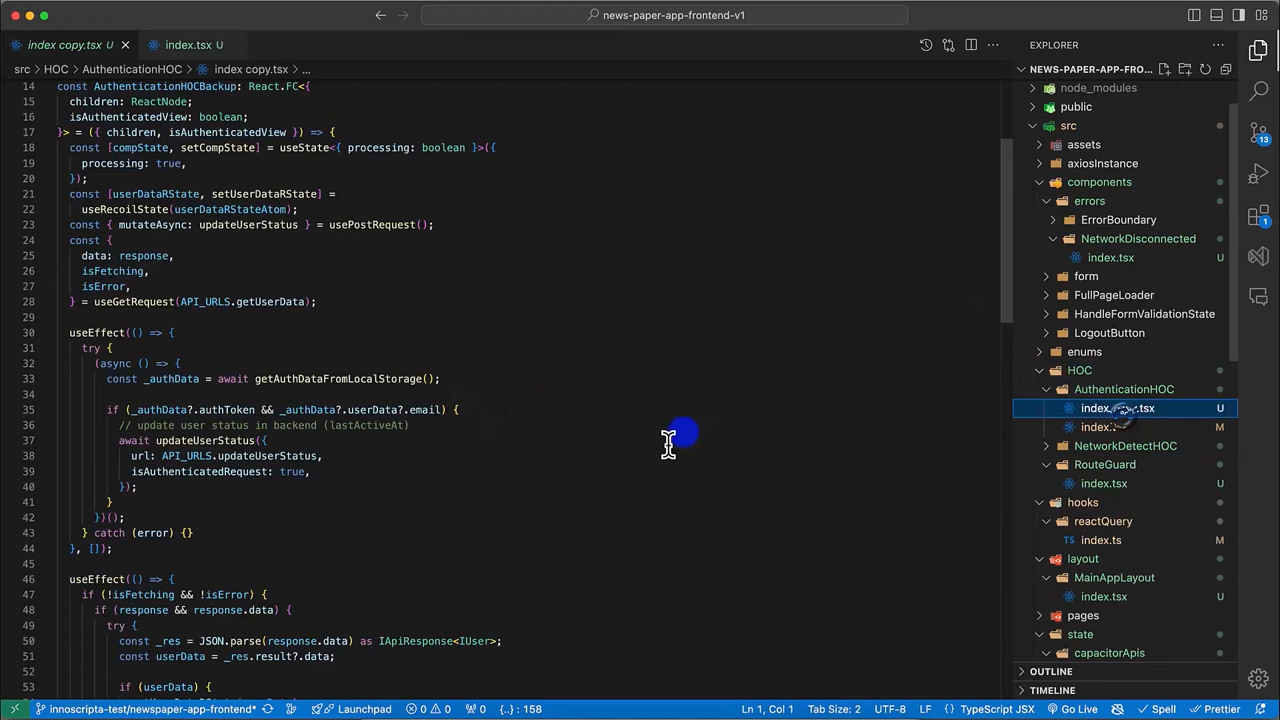 news-paper-app-frontend-v1
index copy.tsx U
index.tsx U
src > HOC > AuthenticationHOC > index copy.tsx > ...
14 const AuthenticationHOCBackup: React.FC<{
15 children: ReactNode;
16 isAuthenticatedView: boolean;
17 }> = ({ children, isAuthenticatedView }) => {
18 const [compState, setCompState] = useState<{ processing: boolean }>({
19 processing: true,
20 });
21 const [userDataRState, setUserDataRState] =
22 useRecoilState(userDataRStateAtom);
23 const { mutateAsync: updateUserStatus } = usePostRequest();
24 const {
25 data: response,
26 isFetching,
27 isError,
28 } = useGetRequest(API_URLS.getUserData);
29
30 useEffect(() => {
31 try {
32 (async () => {
33 const _authData = await getAuthDataFromLocalStorage();
34
35 if (_authData?.authToken && _authData?.userData?.email) {
36 // update user status in backend (lastActiveAt)
37 await updateUserStatus({
38 url: API_URLS.updateUserStatus,
39 isAuthenticatedRequest: true,
40 });
41 }
42 })();
43 } catch (error) {}
44 }, []);
45
46 useEffect(() => {
47 if (!isFetching && !isError) {
48 if (response && response.data) {
49 try {
50 const _res = JSON.parse(response.data) as IApiResponse<IUser>;
51 const userData = _res.result?.data;
52
53 if (userData) {
EXPLORER
NEWS-PAPER-APP-FRO...
node_modules
public
src
assets
axiosInstance
components
errors
ErrorBoundary
NetworkDisconnected
index.tsx U
form
FullPageLoader
HandleFormValidationState
LogoutButton
enums
HOC
AuthenticationHOC
index .tsx U
index. M
NetworkDetectHOC
RouteGuard
index.tsx U
hooks
reactQuery
TS index.ts M
layout
MainAppLayout
index.tsx U
pages
state
capacitorApis
OUTLINE
TIMELINE
13
1
innoscripta-test/newspaper-app-frontend* Launchpad 0 0 0 {..} : 158 Ln 1, Col 1 Tab Size: 2 UTF-8 LF {} TypeScript JSX Go Live Spell Prettier